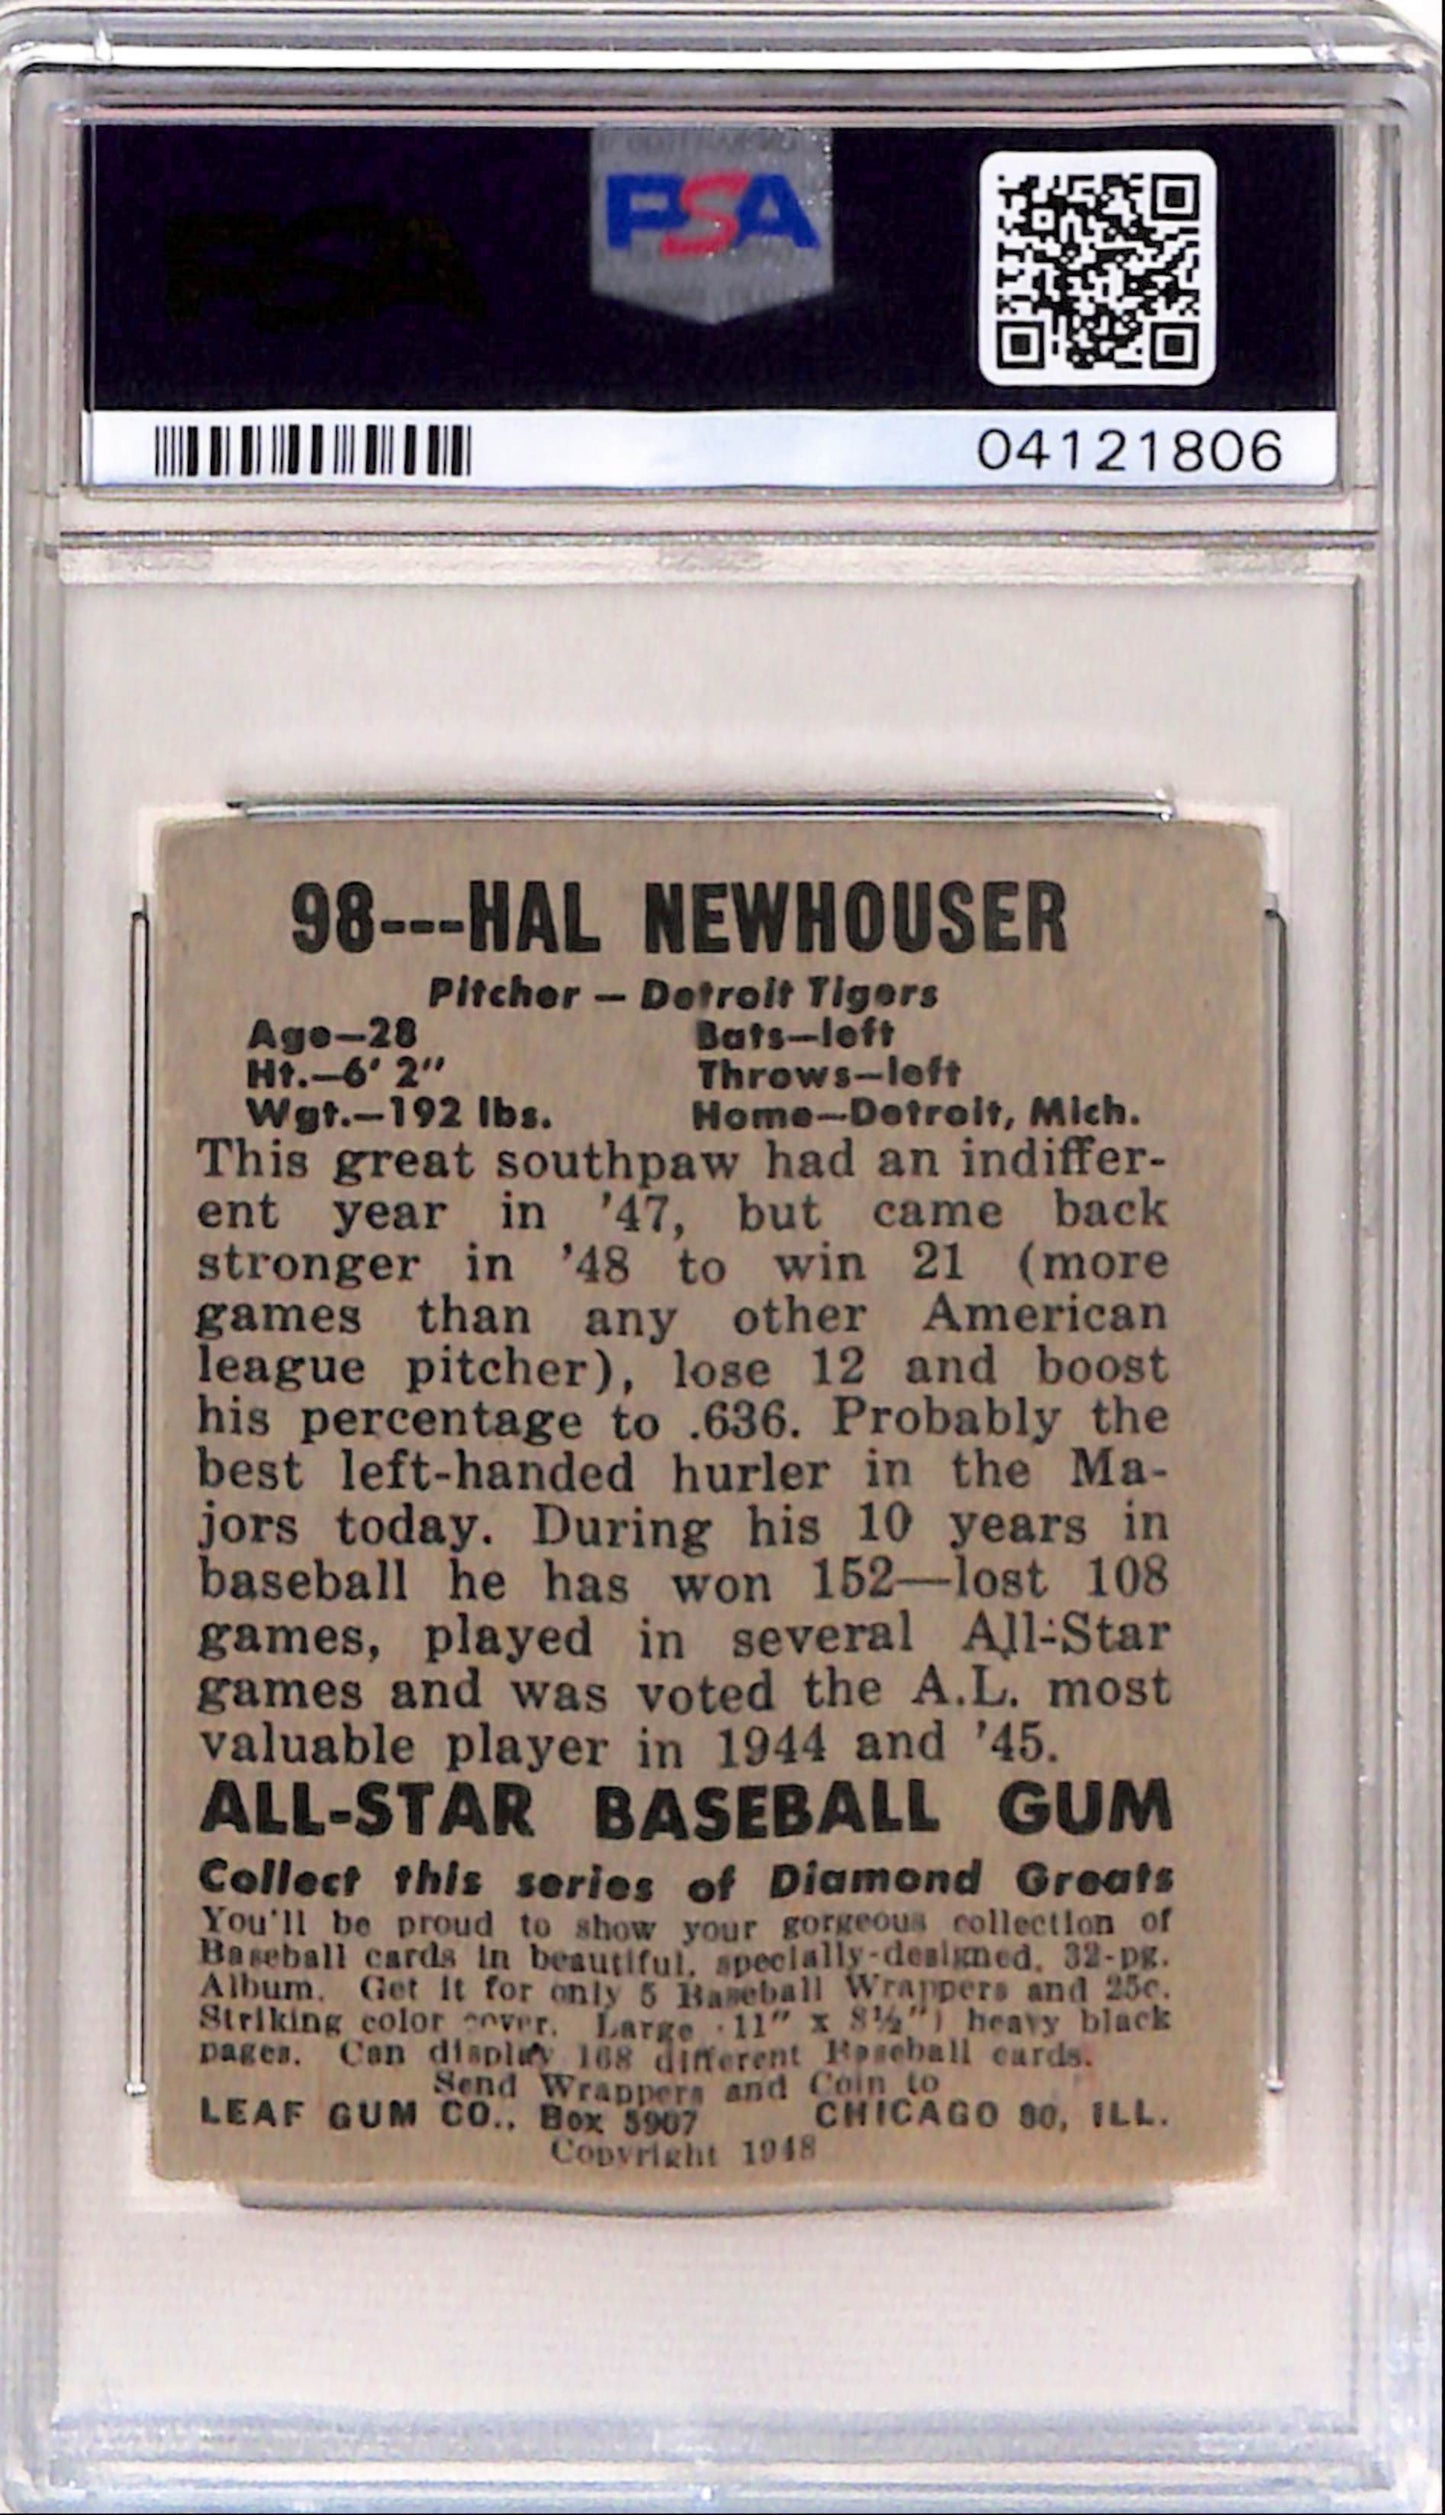 PSA
PSA
04121806
98---HAL NEWHOUSER
Pitcher — Detroit Tigers
Age—28 Bats—left
Ht.—6' 2" Throws—left
Wgt.—192 lbs. Home—Detroit, Mich.
This great southpaw had an indiffer-
ent year in '47, but came back
stronger in '48 to win 21 (more
games than any other American
league pitcher), lose 12 and boost
his percentage to .636. Probably the
best left-handed hurler in the Ma-
jors today. During his 10 years in
baseball he has won 152—lost 108
games, played in several All-Star
games and was voted the A.L. most
valuable player in 1944 and '45.
ALL-STAR BASEBALL GUM
Collect this series of Diamond Greats
You'll be proud to show your gorgeous collection of
Baseball cards in beautiful, specially-designed, 32-pg.
Album. Get it for only 5 Baseball Wrappers and 25c.
Striking color cover. Large 11" x 8½") heavy black
pages. Can display 168 different Baseball cards.
Send Wrappers and Coin to
LEAF GUM CO., Box 5907 CHICAGO 80, ILL.
Copyright 1948